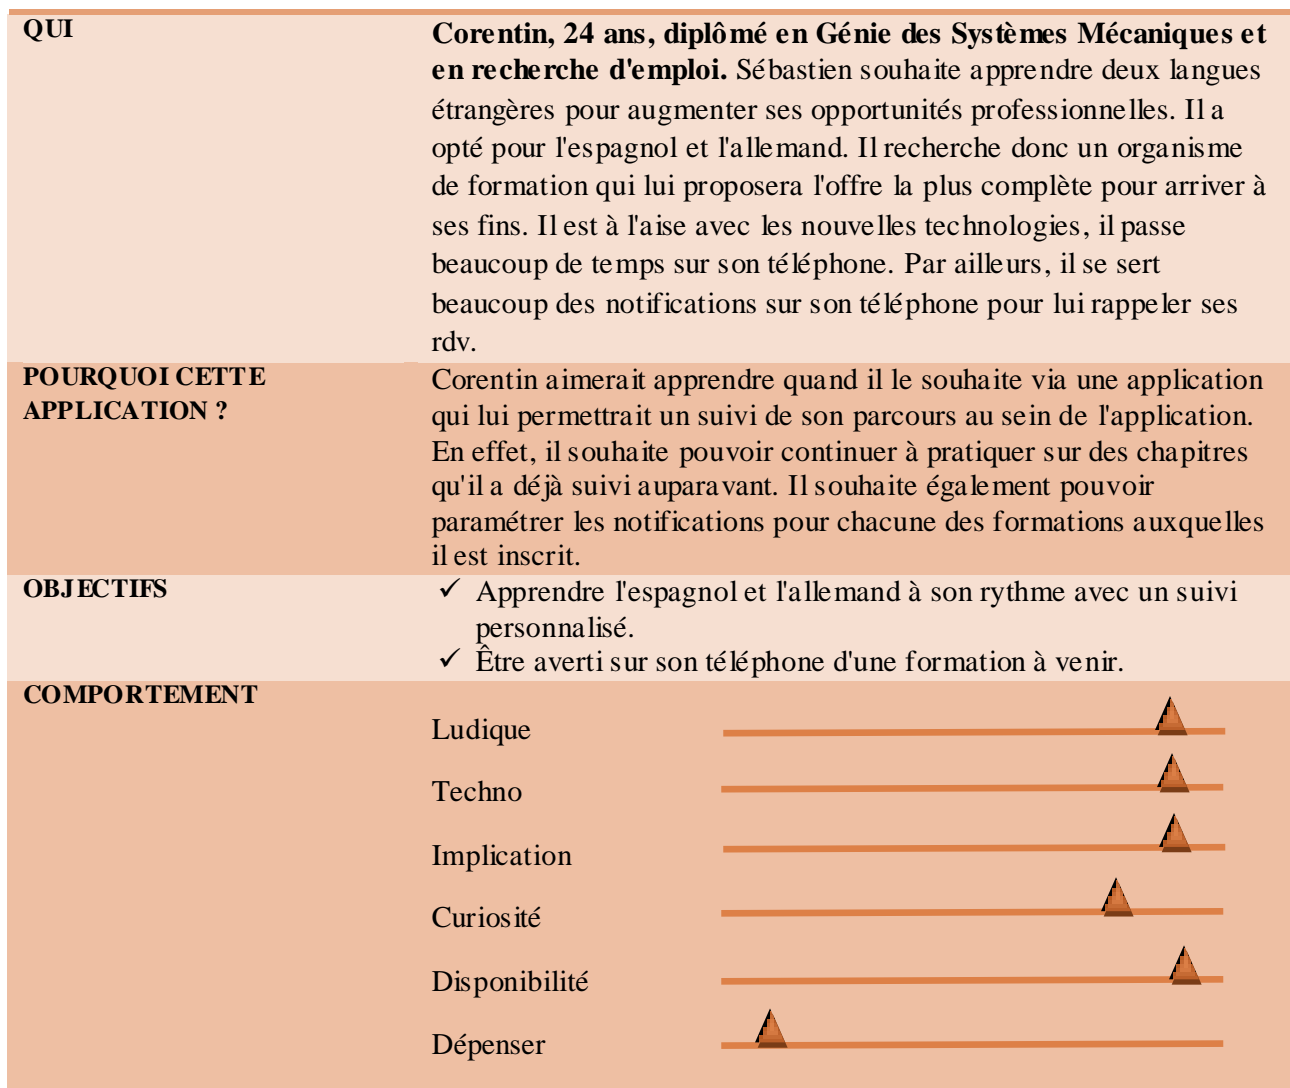 QUI
Corentin, 24 ans, diplômé en Génie des Systèmes Mécaniques et
en recherche d'emploi. Sébastien souhaite apprendre deux langues
étrangères pour augmenter ses opportunités professionnelles. Il a
opté pour l'espagnol et l'allemand. Il recherche donc un organisme
de formation qui lui proposera l'offre la plus complète pour arriver à
ses fins. Il est à l'aise avec les nouvelles technologies, il passe
beaucoup de temps sur son téléphone. Par ailleurs, il se sert
beaucoup des notifications sur son téléphone pour lui rappeler ses
rdv.
POURQUOI CETTE
APPLICATION ?
Corentin aimerait apprendre quand il le souhaite via une application
qui lui permettrait un suivi de son parcours au sein de l'application.
En effet, il souhaite pouvoir continuer à pratiquer sur des chapitres
qu'il a déjà suivi auparavant. Il souhaite également pouvoir
paramétrer les notifications pour chacune des formations auxquelles
il est inscrit.
OBJECTIFS
✓ Apprendre l'espagnol et l'allemand à son rythme avec un suivi
personnalisé.
✓ Être averti sur son téléphone d'une formation à venir.
COMPORTEMENT
Ludique
Techno
Implication
Curiosité
Disponibilité
Dépenser